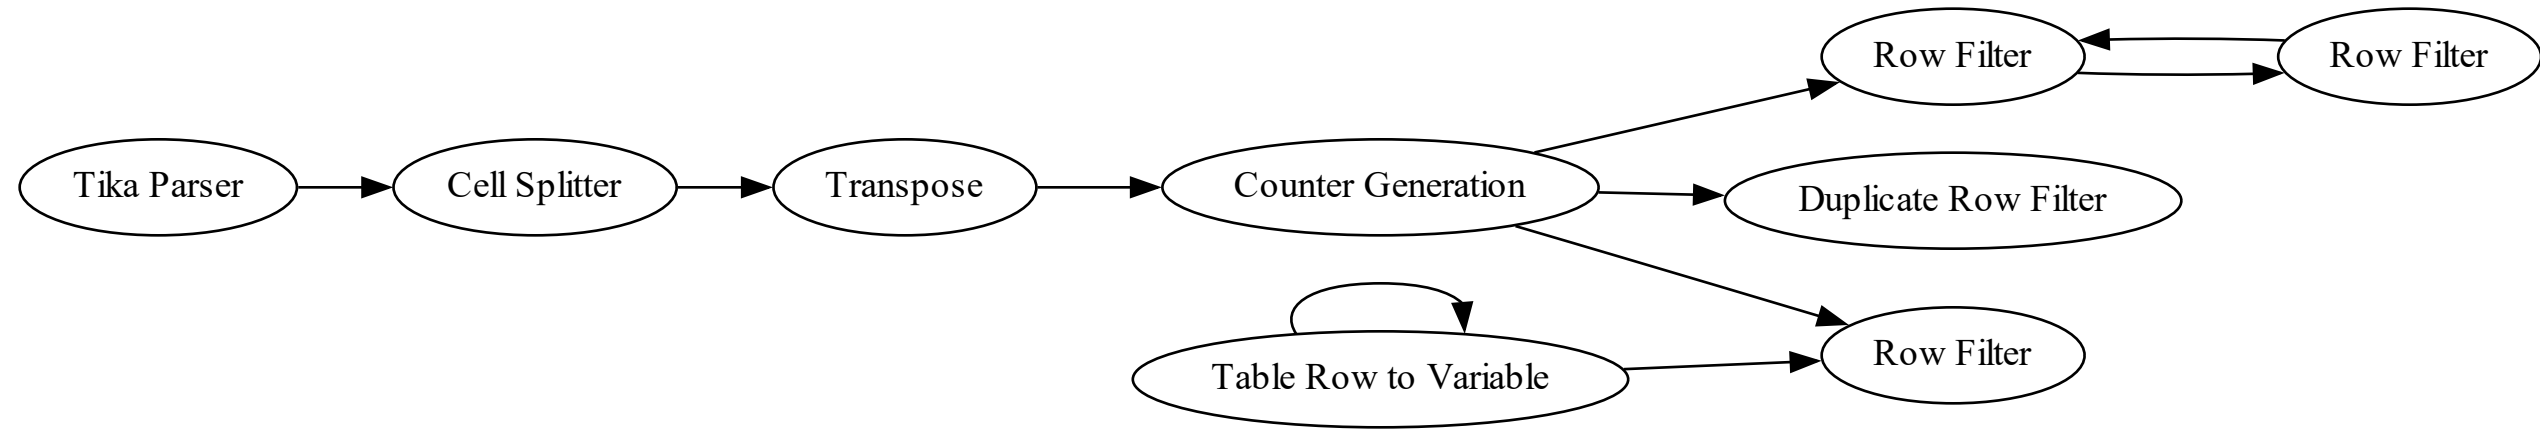 Tika Parser
Cell Splitter
Transpose
Counter Generation
Row Filter
Row Filter
Duplicate Row Filter
Table Row to Variable
Row Filter